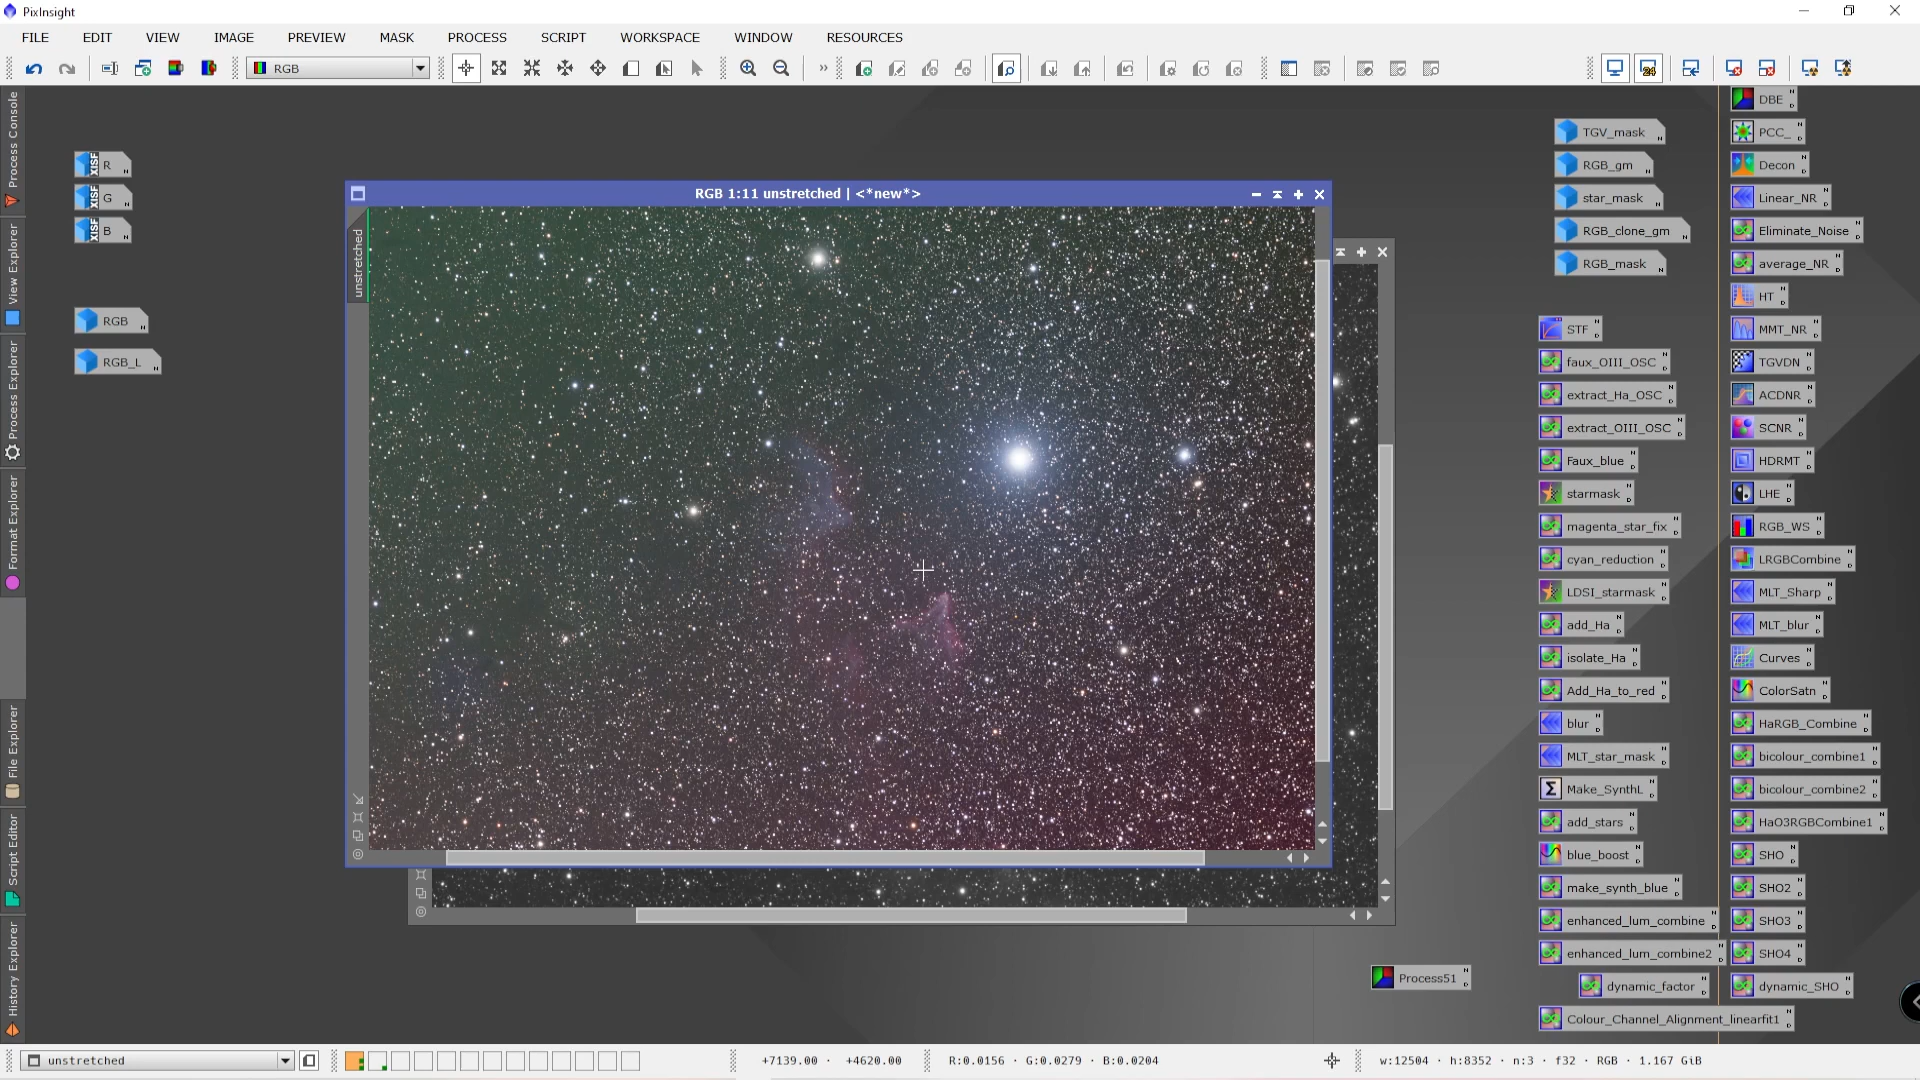 PixInsight
FILE EDIT VIEW IMAGE PREVIEW MASK PROCESS SCRIPT WORKSPACE WINDOW RESOURCES
RGB
24
Process Console
View Explorer
Process Explorer
Format Explorer
File Explorer
Script Editor
History Explorer
XISF R N
XISF G N
XISF B N
RGB N
RGB_L N
RGB 1:11 unstretched | <*new*>
unstretched
TGV_mask N
RGB_gm N
star_mask N
RGB_clone_gm N
RGB_mask N
STF N D
faux_OIII_OSC N D
extract_Ha_OSC N D
extract_OIII_OSC N D
Faux_blue N D
starmask N D
magenta_star_fix N D
cyan_reduction N D
LDSI_starmask N D
add_Ha N D
isolate_Ha N D
Add_Ha_to_red N D
blur N D
MLT_star_mask N D
Σ Make_SynthL N D
add_stars N D
blue_boost N D
make_synth_blue N D
enhanced_lum_combine N D
enhanced_lum_combine2 N D
dynamic_factor N D
Colour_Channel_Alignment_linearfit1 N D
DBE N D
PCC_ N D
Decon N D
Linear_NR N D
Eliminate_Noise N D
average_NR N D
HT N D
MMT_NR N D
TGVDN N D
ACDNR N D
SCNR N D
HDRMT N D
LHE N D
RGB_WS N D
LRGBCombine N D
MLT_Sharp N D
MLT_blur N D
Curves N D
ColorSatn N D
HaRGB_Combine N D
bicolour_combine1 N D
bicolour_combine2 N D
HaO3RGBCombine1 N D
SHO N D
SHO2 N D
SHO3 N D
SHO4 N D
dynamic_SHO N D
Process51 N D
unstretched
+7139.00 · +4620.00
R:0.0156 · G:0.0279 · B:0.0204
w:12504 · h:8352 · n:3 · f32 · RGB · 1.167 GiB